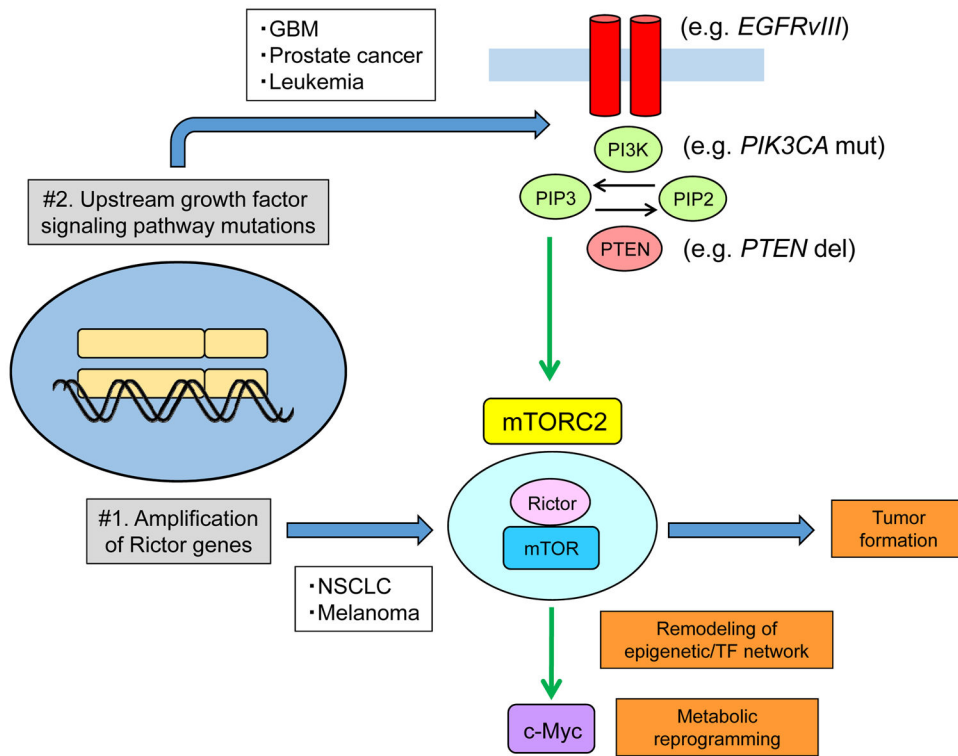 ・GBM
・Prostate cancer
・Leukemia
(e.g. EGFRvIII)
PI3K
(e.g. PIK3CA mut)
PIP3
PIP2
PTEN
(e.g. PTEN del)
#2. Upstream growth factor
signaling pathway mutations
mTORC2
Rictor
mTOR
#1. Amplification
of Rictor genes
・NSCLC
・Melanoma
Tumor
formation
Remodeling of
epigenetic/TF network
c-Myc
Metabolic
reprogramming